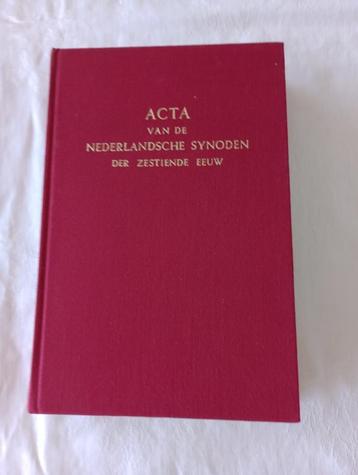 ACTA
VAN DE
NEDERLANDSCHE SYNODEN
DER ZESTIENDE EEUW